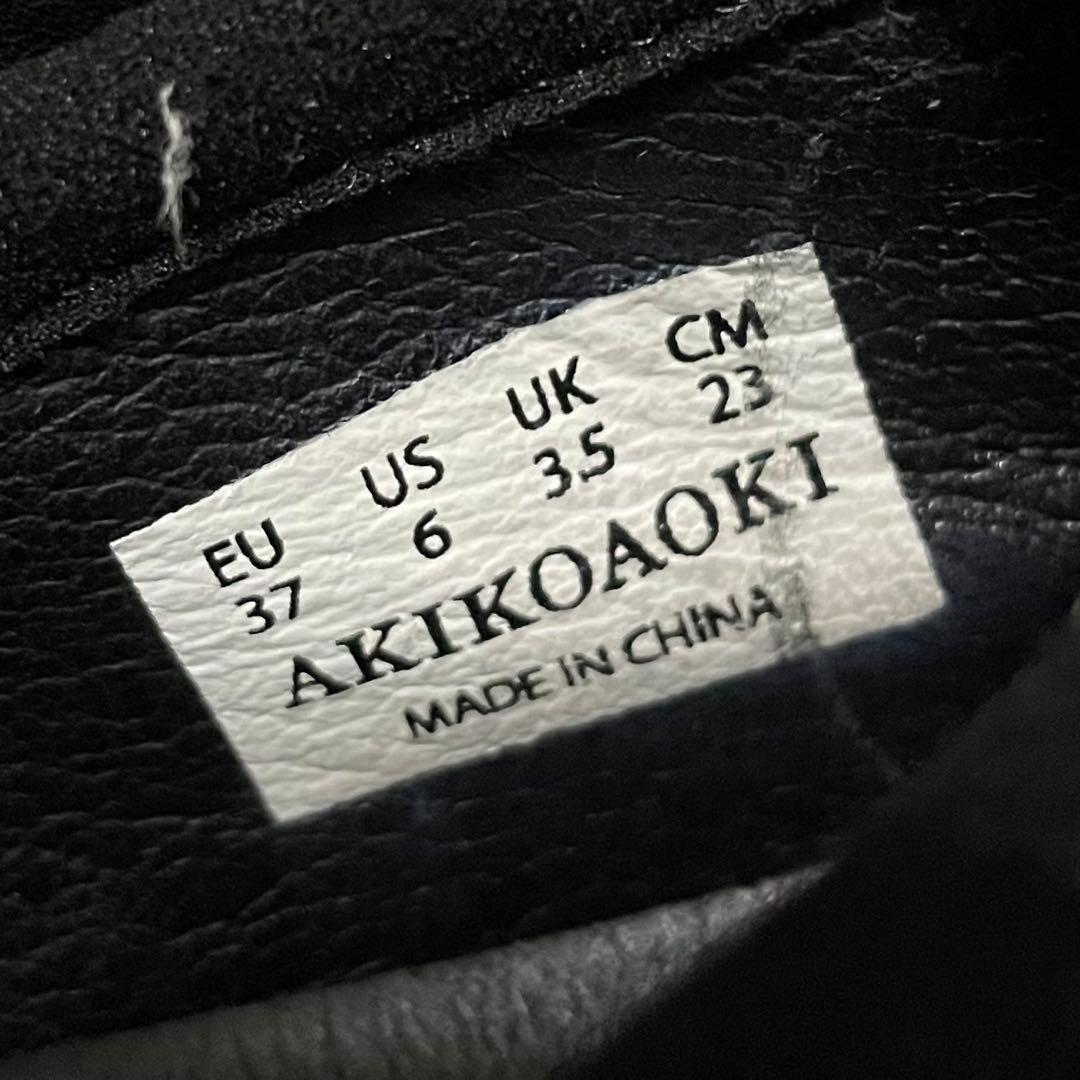 EU US UK CM
37 6 3.5 23
AKIKOAOKI
MADE IN CHINA